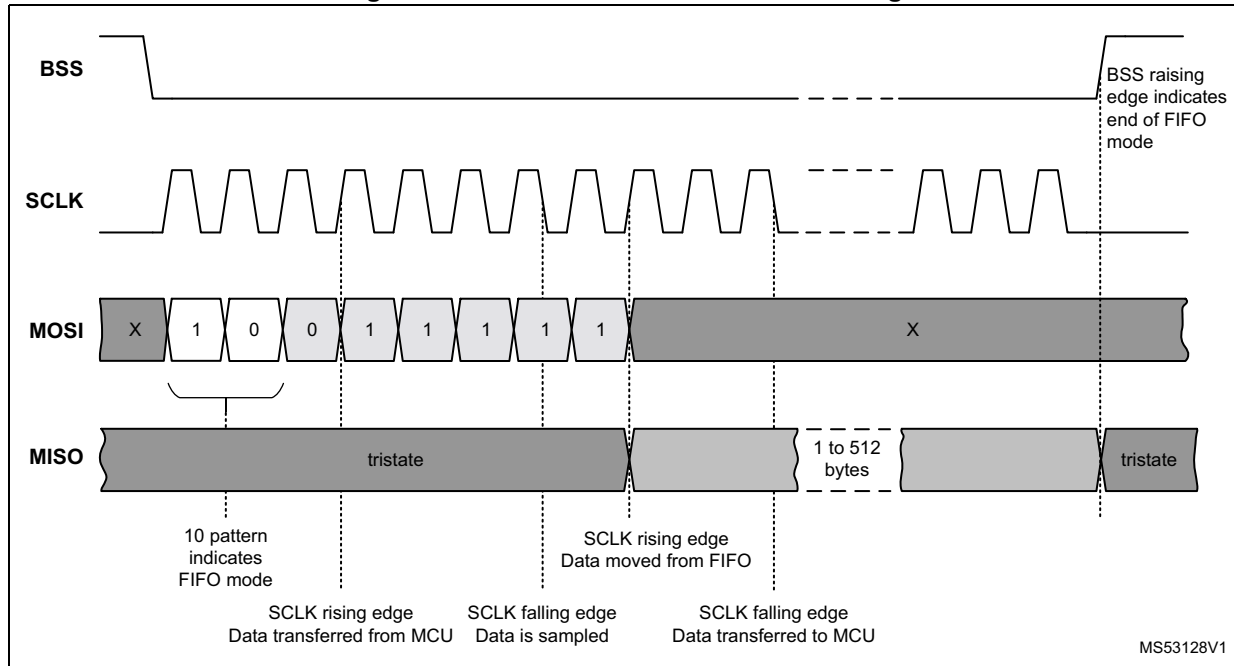 BSS
BSS raising
edge indicates
end of FIFO
mode
SCLK
MOSI
X 1 0 0 1 1 1 1 1 X
MISO
tristate
1 to 512
bytes
tristate
10 pattern
indicates
FIFO mode
SCLK rising edge
Data moved from FIFO
SCLK rising edge
Data transferred from MCU
SCLK falling edge
Data is sampled
SCLK falling edge
Data transferred to MCU
MS53128V1